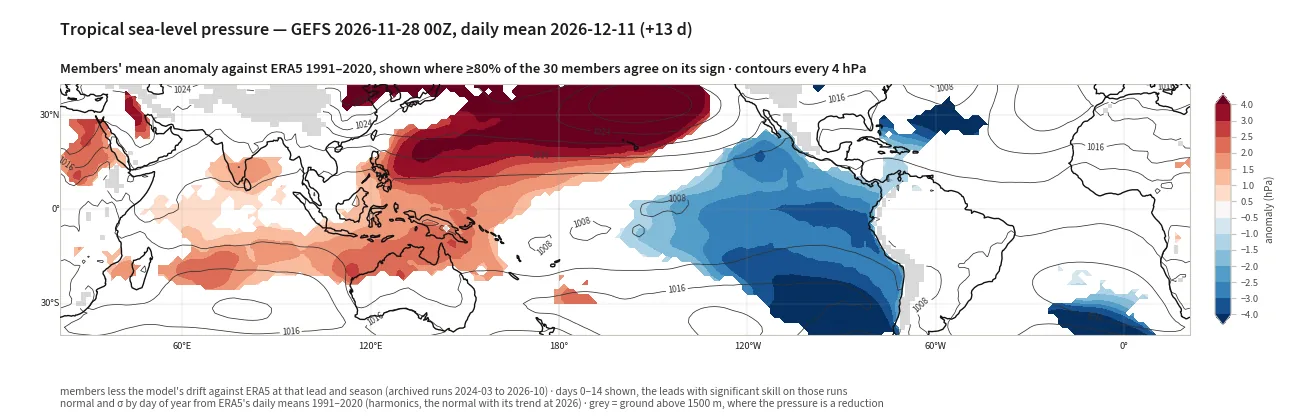 Tropical sea-level pressure — GEFS 2026-11-28 00Z, daily mean 2026-12-11 (+13 d)
Members' mean anomaly against ERA5 1991–2020, shown where ≥80% of the 30 members agree on its sign · contours every 4 hPa
1024
1016
1008
1016
30°N
1024
1024
1016
1016
0°
1008
1008
1008
30°S
1016
1008
1016
1016
60°E
120°E
180°
120°W
60°W
0°
4.0
3.0
2.5
2.0
1.5
1.0
0.5
−0.5
−1.0
−1.5
−2.0
−2.5
−3.0
−4.0
anomaly (hPa)
members less the model's drift against ERA5 at that lead and season (archived runs 2024-03 to 2026-10) · days 0–14 shown, the leads with significant skill on those runs
normal and σ by day of year from ERA5's daily means 1991–2020 (harmonics, the normal with its trend at 2026) · grey = ground above 1500 m, where the pressure is a reduction